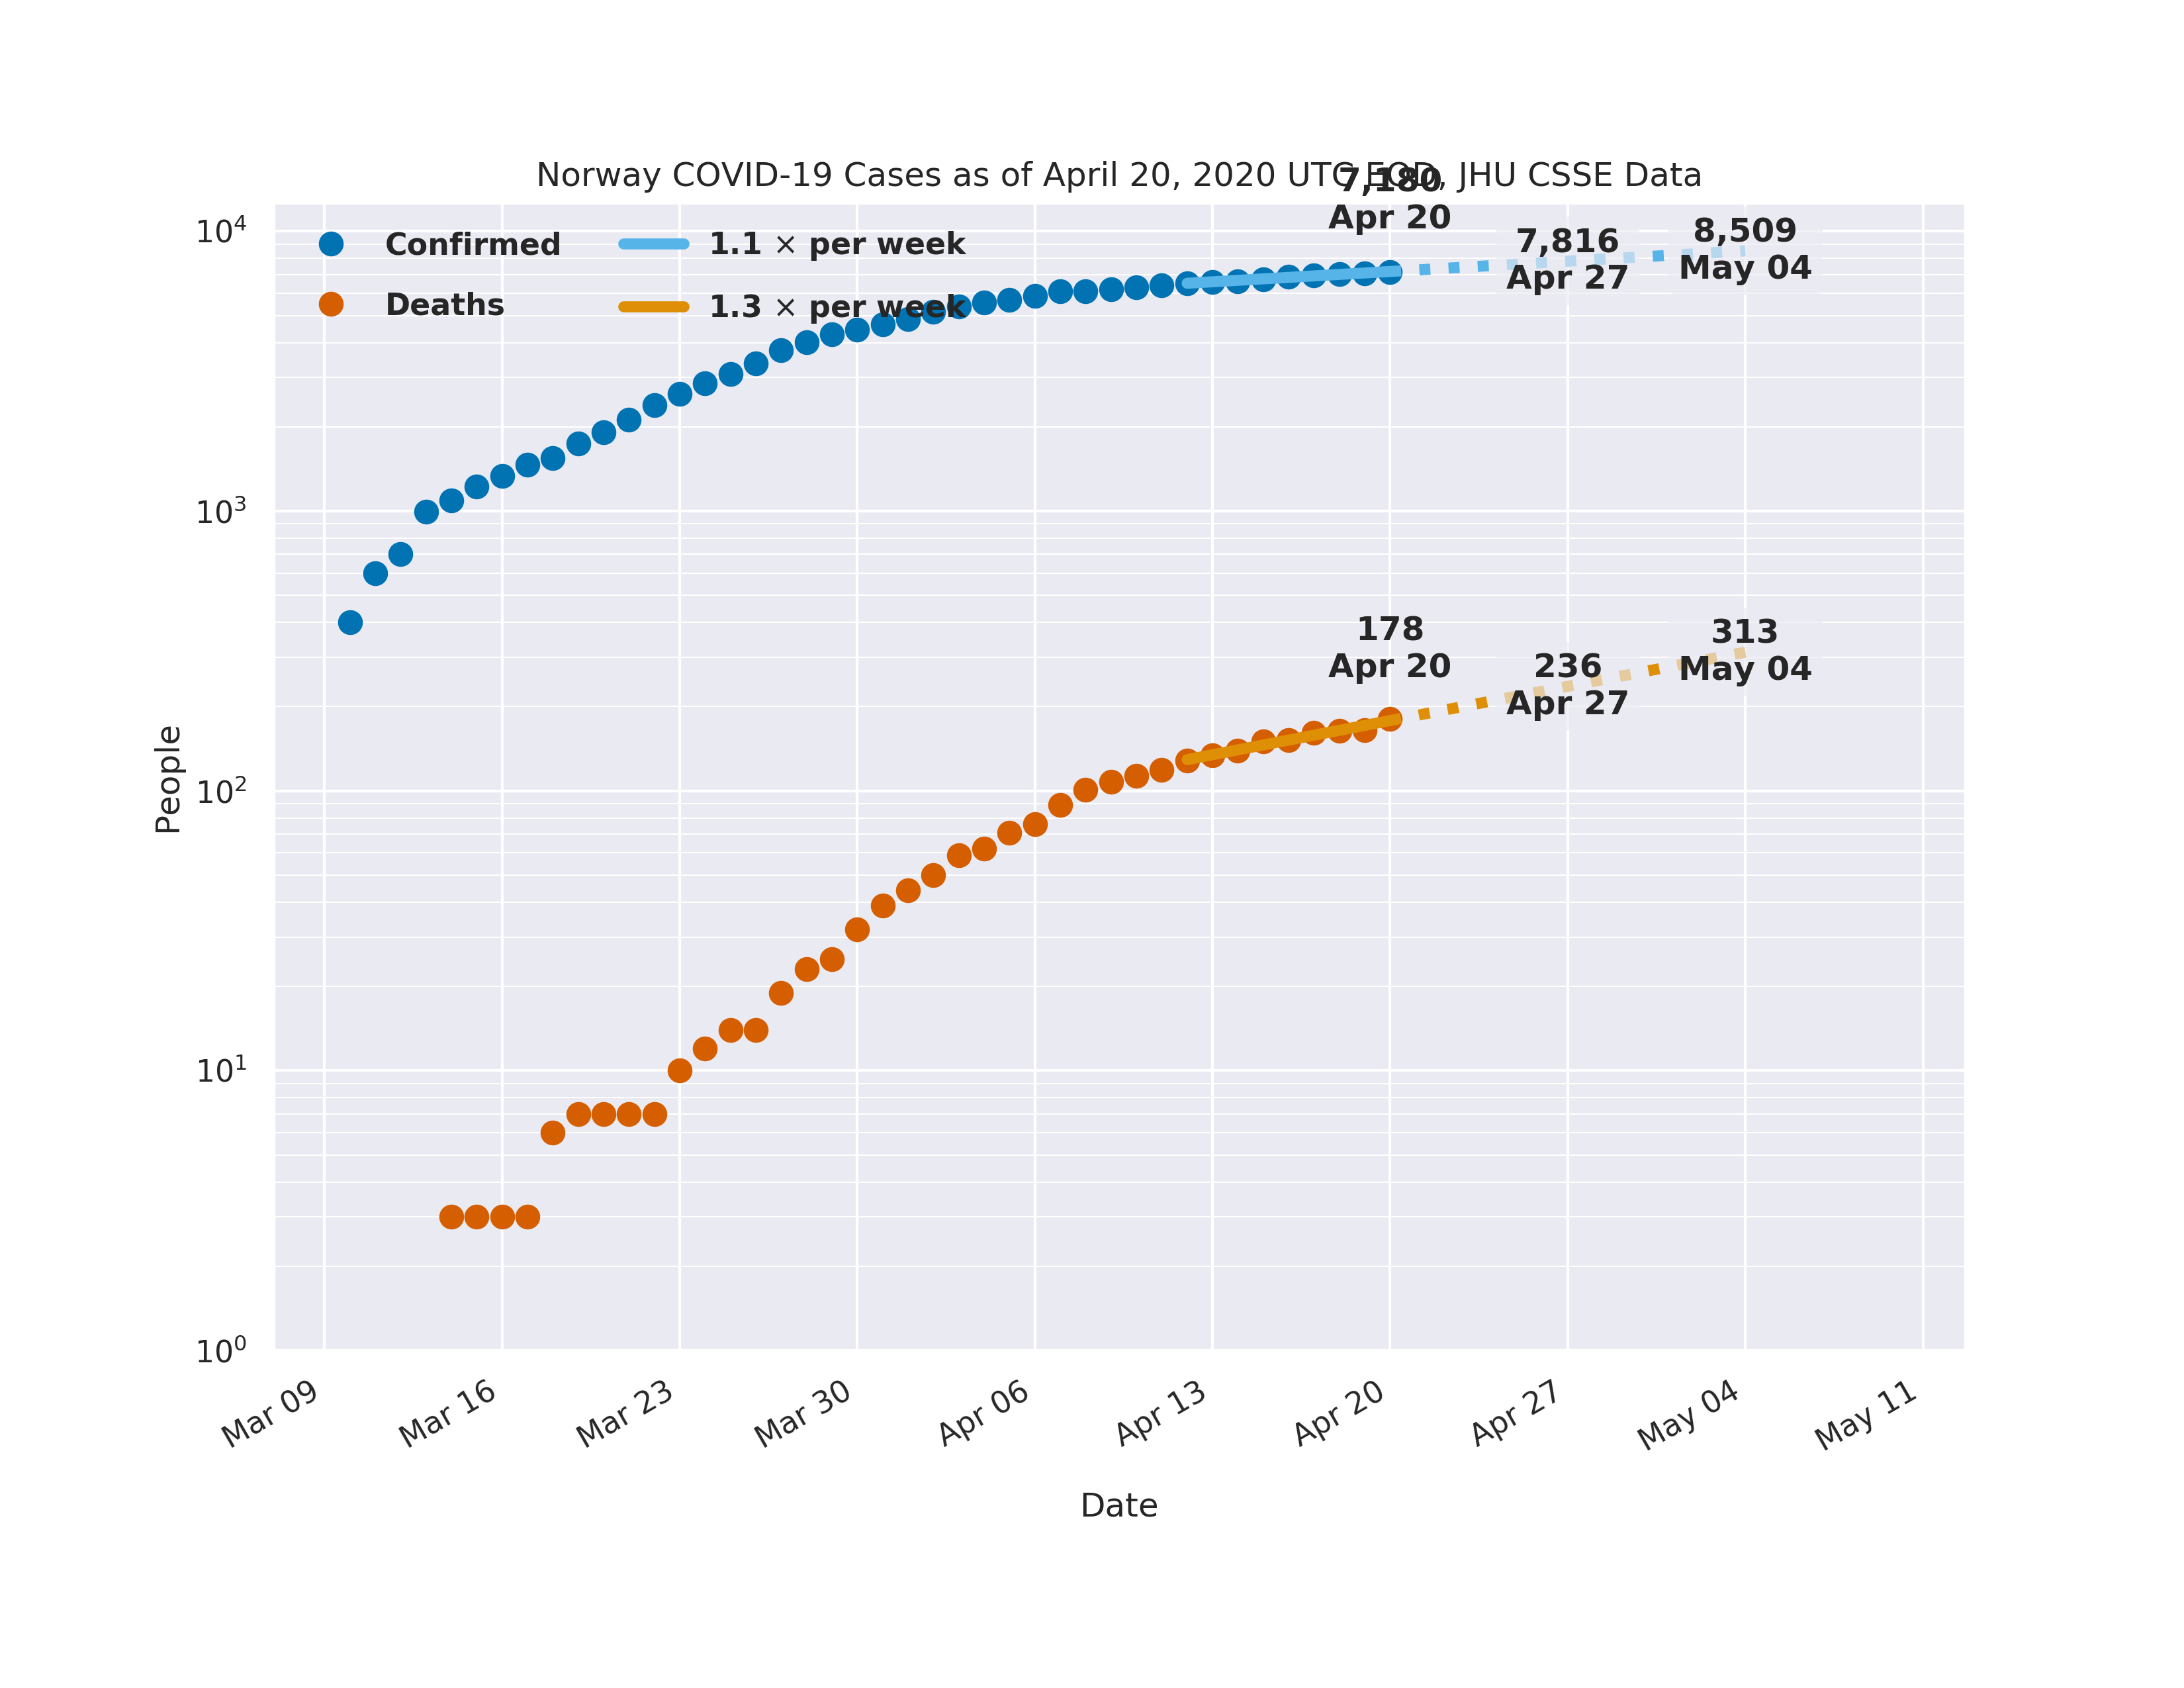 Norway COVID-19 Cases as of April 20, 2020 UTC EOD, JHU CSSE Data
7,180
Apr 20
7,816
Apr 27
8,509
May 04
Confirmed
Deaths
1.1 × per week
1.3 × per week
178
Apr 20
236
Apr 27
313
May 04
People
10⁴
10³
10²
10¹
10⁰
Mar 09
Mar 16
Mar 23
Mar 30
Apr 06
Apr 13
Apr 20
Apr 27
May 04
May 11
Date